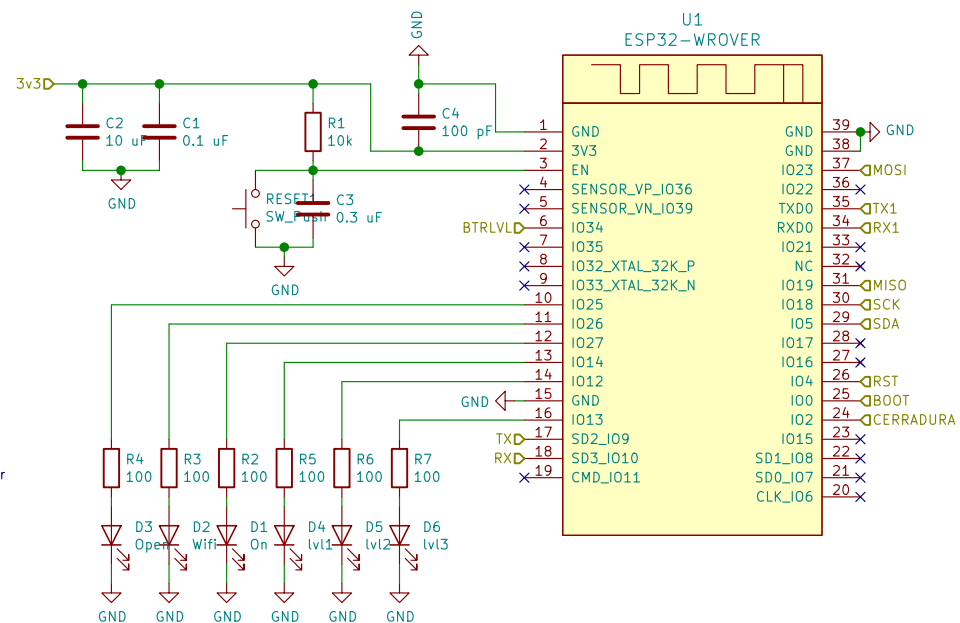 U1
ESP32-WROVER
GND
3v3
C2
10 uF
C1
0.1 uF
R1
10k
C4
100 pF
GND
RESET1
SW_Push
C3
0.3 uF
GND
BTRLVL
GND
TX
RX
1 GND
2 3V3
3 EN
4 SENSOR_VP_IO36
5 SENSOR_VN_IO39
6 IO34
7 IO35
8 IO32_XTAL_32K_P
9 IO33_XTAL_32K_N
10 IO25
11 IO26
12 IO27
13 IO14
14 IO12
15 GND
16 IO13
17 SD2_IO9
18 SD3_IO10
19 CMD_IO11
GND 39 GND
GND 38
IO23 37 MOSI
IO22 36
TXD0 35 TX1
RXD0 34 RX1
IO21 33
NC 32
IO19 31 MISO
IO18 30 SCK
IO5 29 SDA
IO17 28
IO16 27
IO4 26 RST
IO0 25 BOOT
IO2 24 CERRADURA
IO15 23
SD1_IO8 22
SD0_IO7 21
CLK_IO6 20
r
R4
100
R3
100
R2
100
R5
100
R6
100
R7
100
D3
Open
D2
Wifi
D1
On
D4
lvl1
D5
lvl2
D6
lvl3
GND
GND
GND
GND
GND
GND